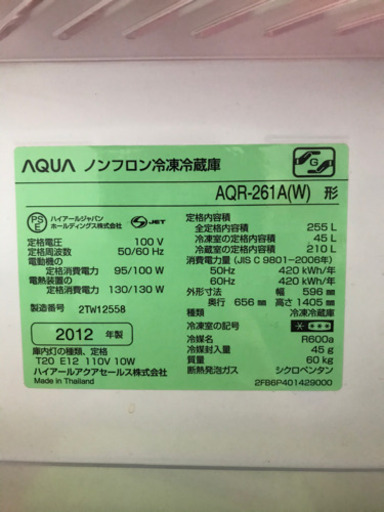 AQUA ノンフロン冷凍冷蔵庫
AQR-261A(W) 形
G
PS E
ハイアールジャパン
ホールディングス株式会社
JET
定格電圧 100 V
定格周波数 50/60 Hz
電動機の
定格消費電力 95/100 W
電熱装置の
定格消費電力 130/130 W
製造番号 2TW12558
2012 年製
庫内灯の種類、定格
T20 E12 110V 10W
ハイアールアクアセールス株式会社
Made in Thailand
定格内容積
全定格内容積 255 L
冷凍室の定格内容積 45 L
冷蔵室の定格内容積 210 L
消費電力量 (JIS C 9801-2006年)
50Hz 420 kWh/年
60Hz 420 kWh/年
外形寸法 幅 596 mm
奥行 656 mm 高さ 1405 mm
種類 冷凍冷蔵庫
冷凍室の記号
冷媒名 R600a
冷媒封入量 45 g
質量 60 kg
断熱発泡ガス シクロペンタン
2FB6P401429000